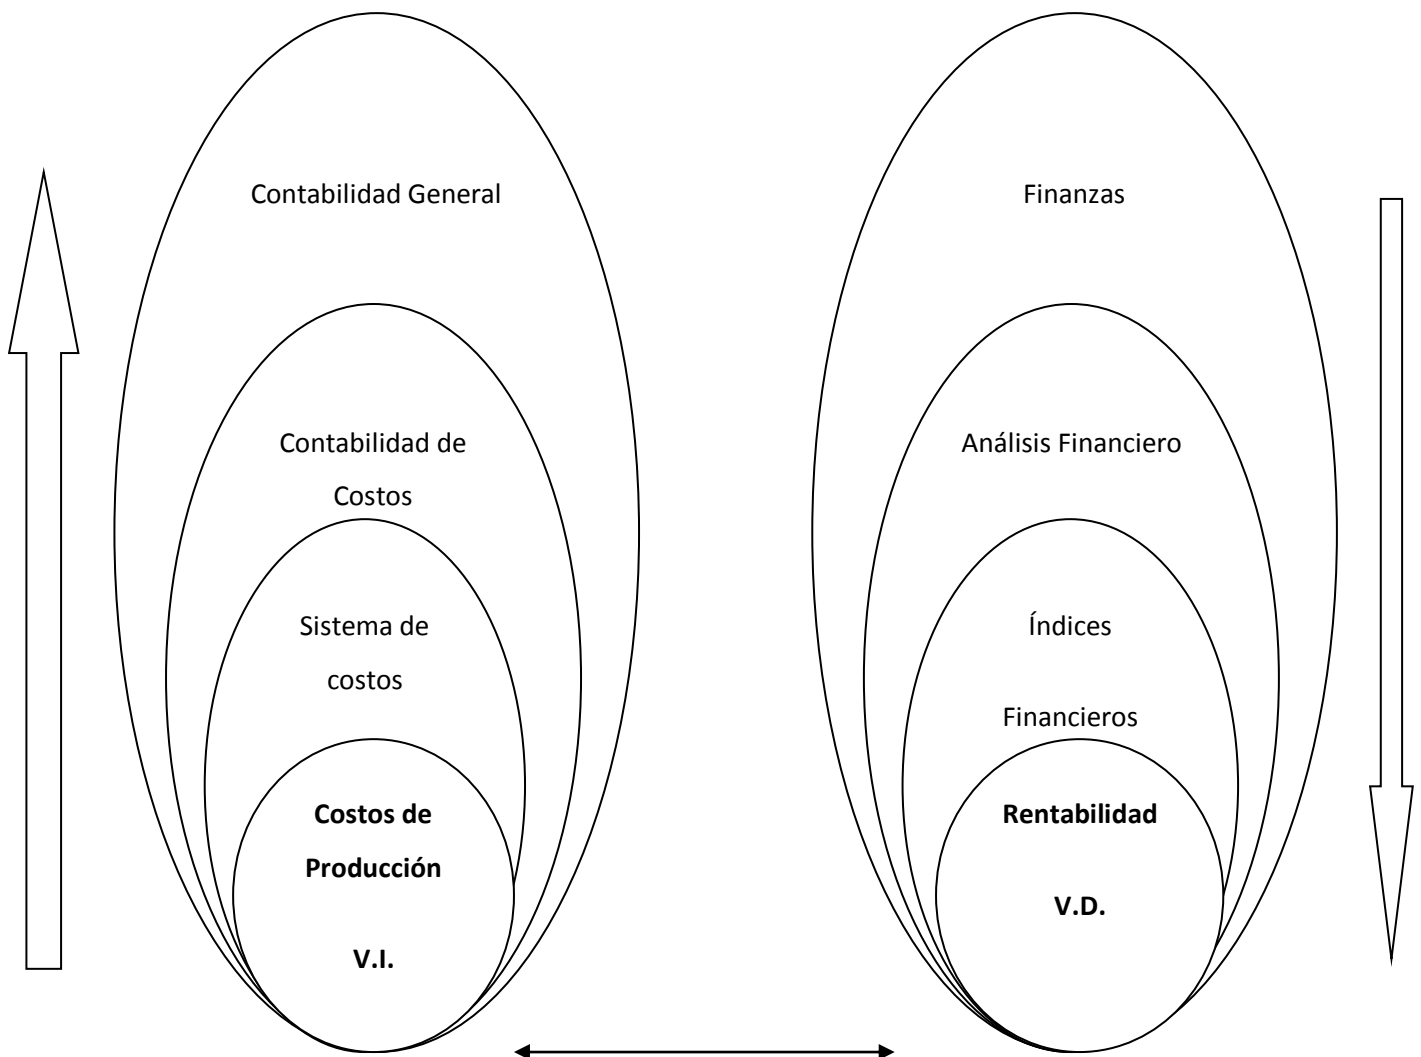 Contabilidad General
Contabilidad de
Costos
Sistema de
costos
Costos de
Producción
V.I.
Finanzas
Análisis Financiero
Índices
Financieros
Rentabilidad
V.D.